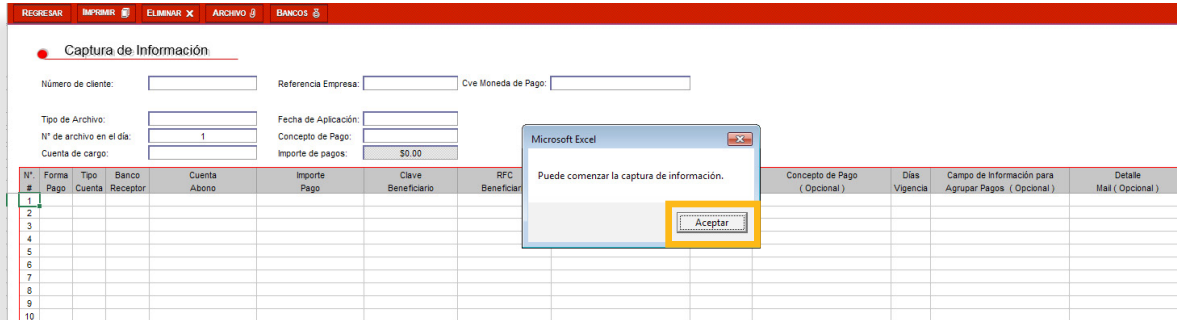 REGRESAR IMPRIMIR ELIMINAR X ARCHIVO BANCOS
Captura de Información
Número de cliente: Referencia Empresa: Cve Moneda de Pago:
Tipo de Archivo: Fecha de Aplicación:
N° de archivo en el día: 1 Concepto de Pago:
Cuenta de cargo: Importe de pagos: $0.00
Microsoft Excel
Puede comenzar la captura de información.
Aceptar
N°. Forma Tipo Banco Cuenta Importe Clave RFC Concepto de Pago Días Campo de Información para Detalle
# Pago Cuenta Receptor Abono Pago Beneficiario Beneficiar ( Opcional ) Vigencia Agrupar Pagos ( Opcional ) Mail ( Opcional )
1
2
3
4
5
6
7
8
9
10